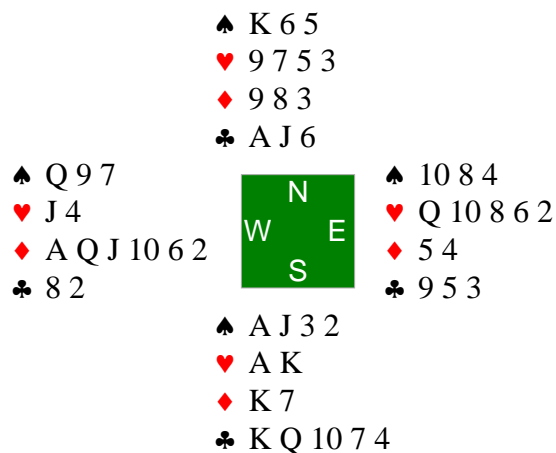 ♠ K 6 5
♥ 9 7 5 3
♦ 9 8 3
♣ A J 6
♠ Q 9 7
♥ J 4
♦ A Q J 10 6 2
♣ 8 2
N
W E
S
♠ 10 8 4
♥ Q 10 8 6 2
♦ 5 4
♣ 9 5 3
♠ A J 3 2
♥ A K
♦ K 7
♣ K Q 10 7 4